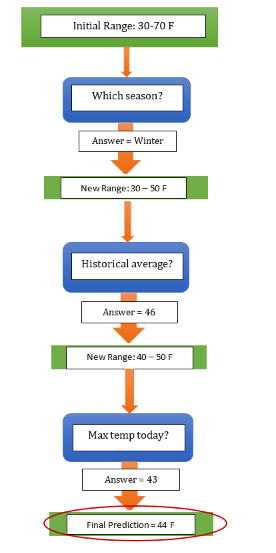 Initial Range: 30-70 F
Which season?
Answer = Winter
New Range: 30 – 50 F
Historical average?
Answer = 46
New Range: 40 – 50 F
Max temp today?
Answer = 43
Final Prediction = 44 F